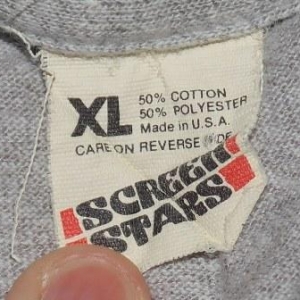 XL
50% COTTON
50% POLYESTER
Made in U.S.A.
CARE ON REVERSE
SCREEN
STARS